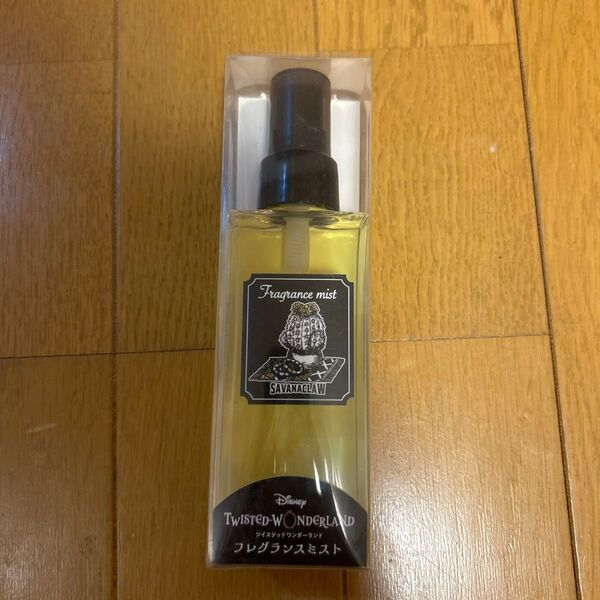 Fragrance mist
SAVANACLAW
Disney
TWISTED-WONDERLAND
ツイステッドワンダーランド
フレグランスミスト